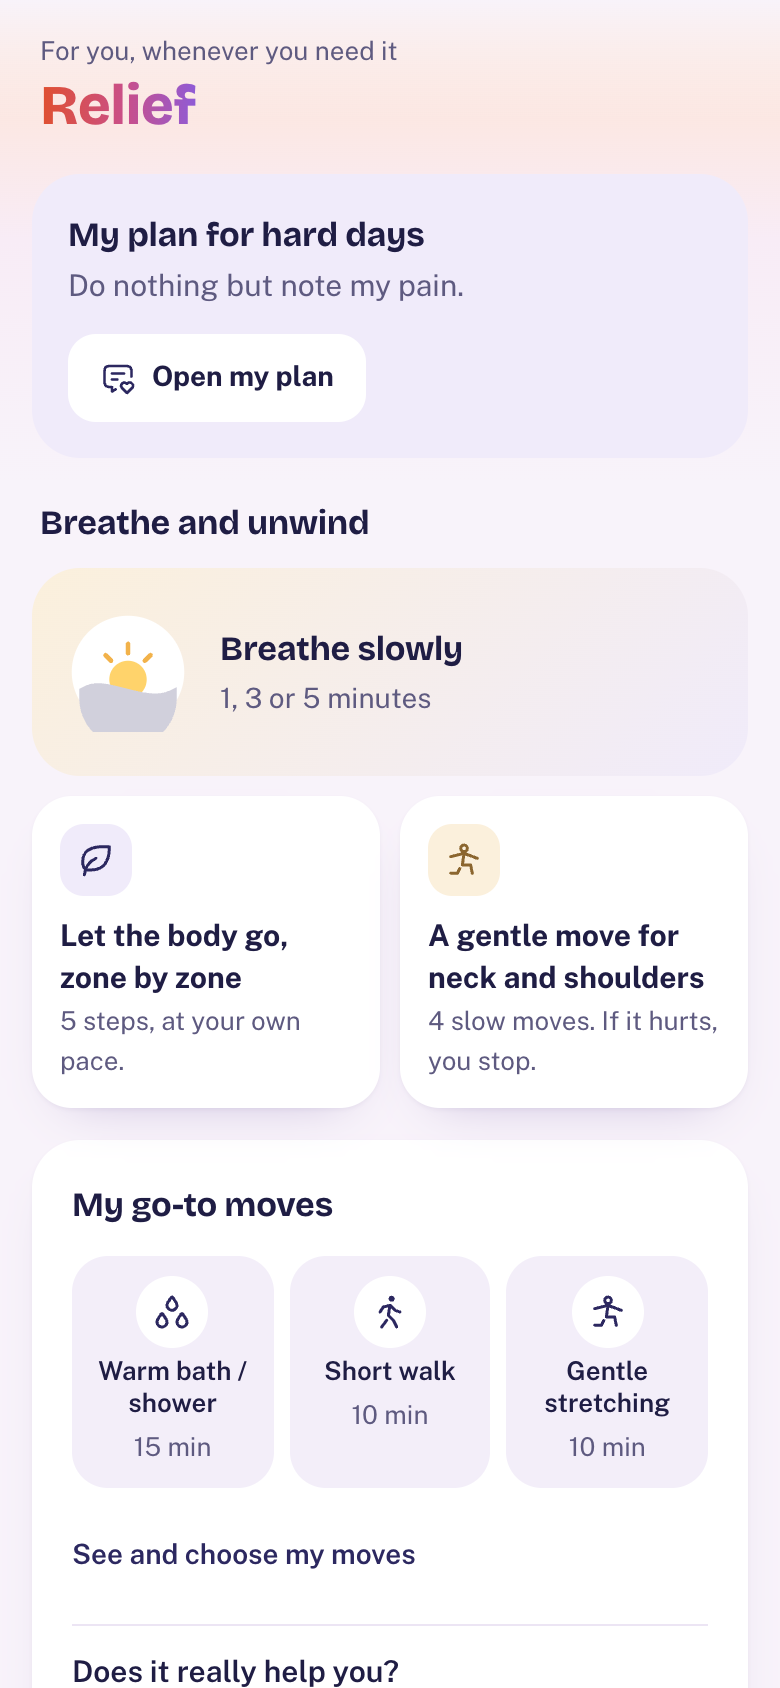 For you, whenever you need it
Relief
My plan for hard days
Do nothing but note my pain.
Open my plan
Breathe and unwind
Breathe slowly
1, 3 or 5 minutes
Let the body go,
zone by zone
5 steps, at your own
pace.
A gentle move for
neck and shoulders
4 slow moves. If it hurts,
you stop.
My go-to moves
Warm bath /
shower
15 min
Short walk
10 min
Gentle
stretching
10 min
See and choose my moves
Does it really help you?